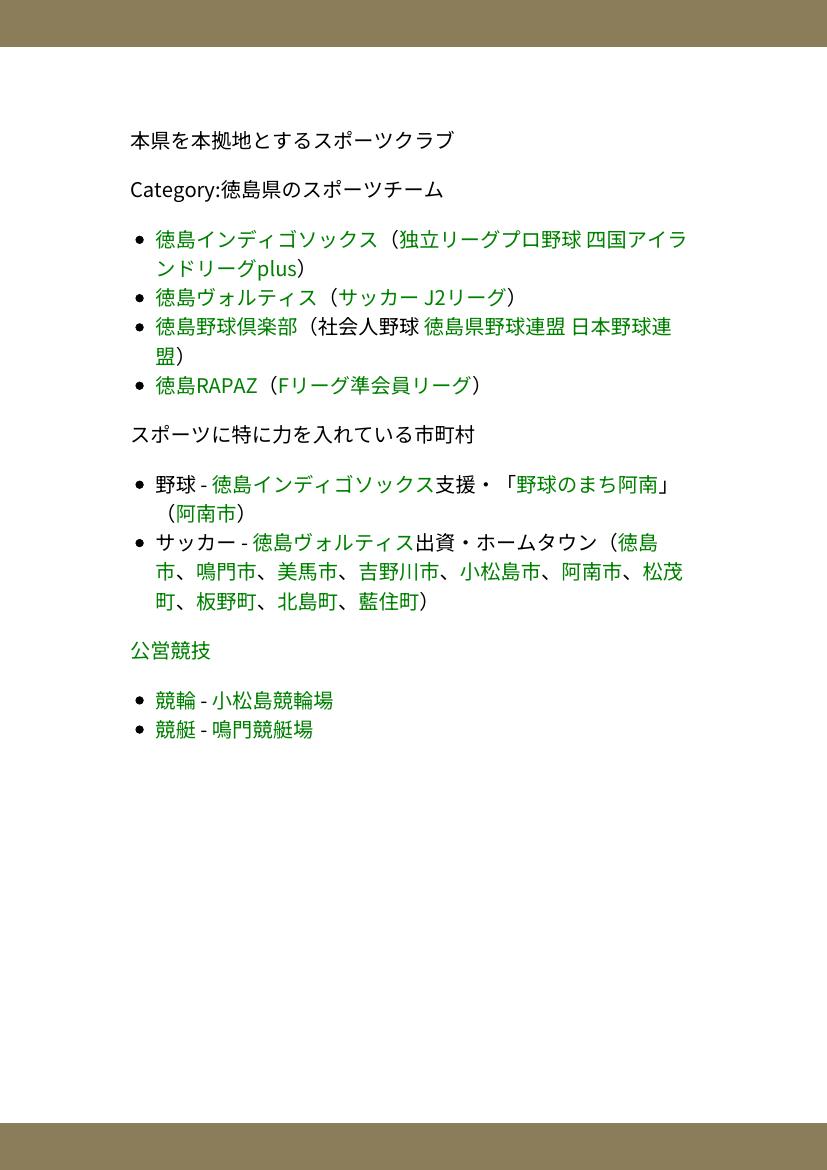 本県を本拠地とするスポーツクラブ
Category:徳島県のスポーツチーム
• 徳島インディゴソックス（独立リーグプロ野球 四国アイラ
ンドリーグplus）
• 徳島ヴォルティス（サッカー J2リーグ）
• 徳島野球倶楽部（社会人野球 徳島県野球連盟 日本野球連
盟）
• 徳島RAPAZ（Fリーグ準会員リーグ）
スポーツに特に力を入れている市町村
• 野球 - 徳島インディゴソックス支援・「野球のまち阿南」
（阿南市）
• サッカー - 徳島ヴォルティス出資・ホームタウン（徳島
市、鳴門市、美馬市、吉野川市、小松島市、阿南市、松茂
町、板野町、北島町、藍住町）
公営競技
• 競輪 - 小松島競輪場
• 競艇 - 鳴門競艇場